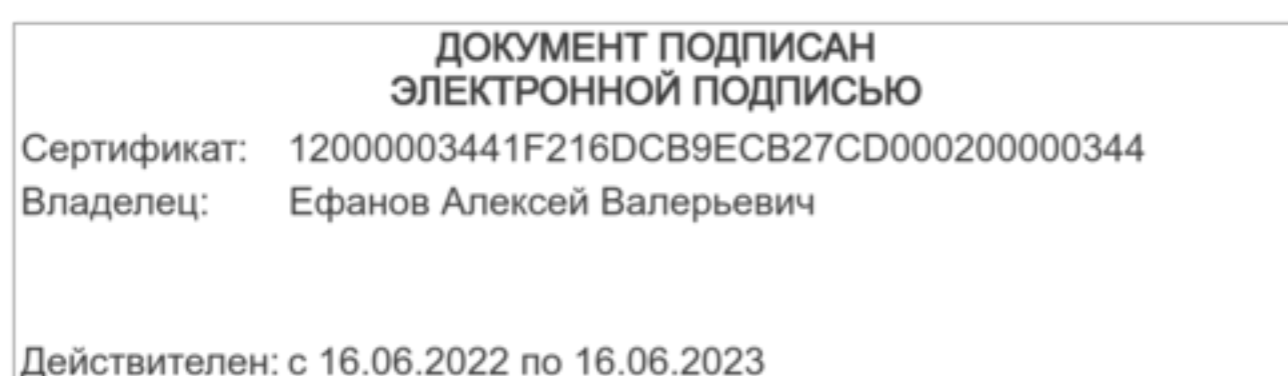 ДОКУМЕНТ ПОДПИСАН
ЭЛЕКТРОННОЙ ПОДПИСЬЮ
Сертификат: 12000003441F216DCB9ECB27CD000200000344
Владелец: Ефанов Алексей Валерьевич
Действителен: с 16.06.2022 по 16.06.2023